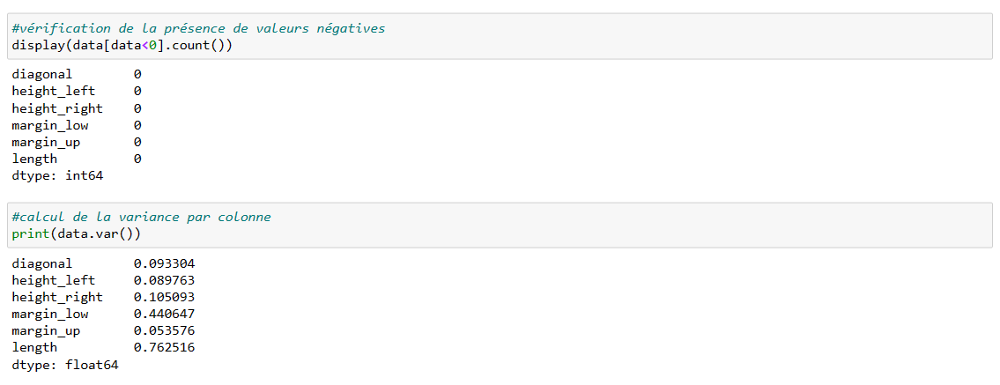 #vérification de la présence de valeurs négatives
display(data[data<0].count())
diagonal 0
height_left 0
height_right 0
margin_low 0
margin_up 0
length 0
dtype: int64
#calcul de la variance par colonne
print(data.var())
diagonal 0.093304
height_left 0.089763
height_right 0.105093
margin_low 0.440647
margin_up 0.053576
length 0.762516
dtype: float64